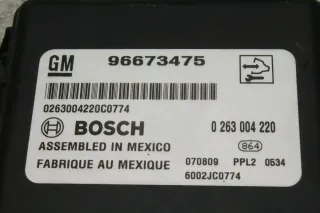 GM 96673475
0263004220C0774
BOSCH 0 263 004 220
ASSEMBLED IN MEXICO 864
FABRIQUE AU MEXIQUE 070809 PPL2 0534
6002JC0774